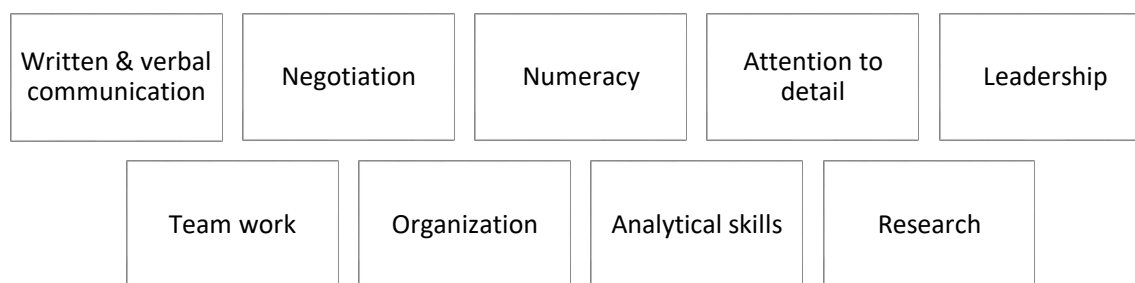 Written & verbal
communication
Negotiation
Numeracy
Attention to
detail
Leadership
Team work
Organization
Analytical skills
Research